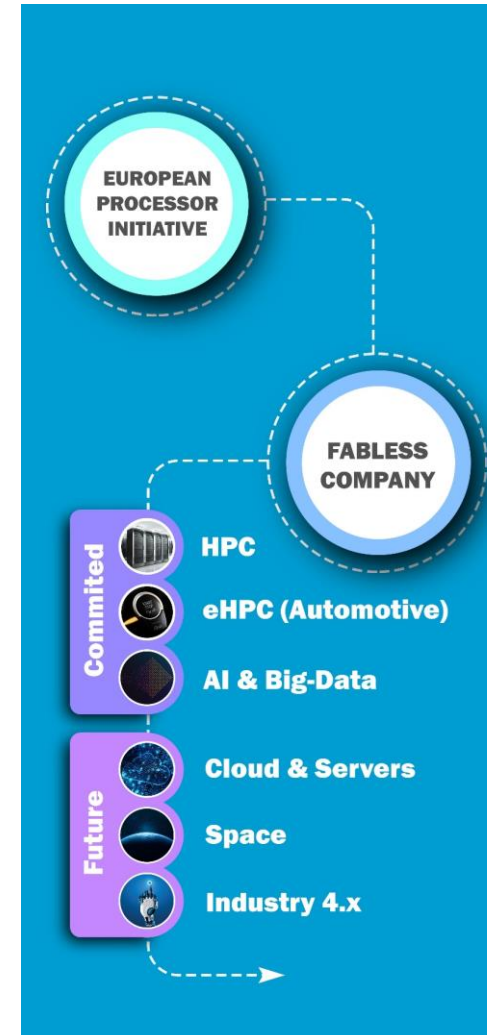 EUROPEAN
PROCESSOR
INITIATIVE
FABLESS
COMPANY
Commited
HPC
eHPC (Automotive)
AI & Big-Data
Future
Cloud & Servers
Space
Industry 4.x